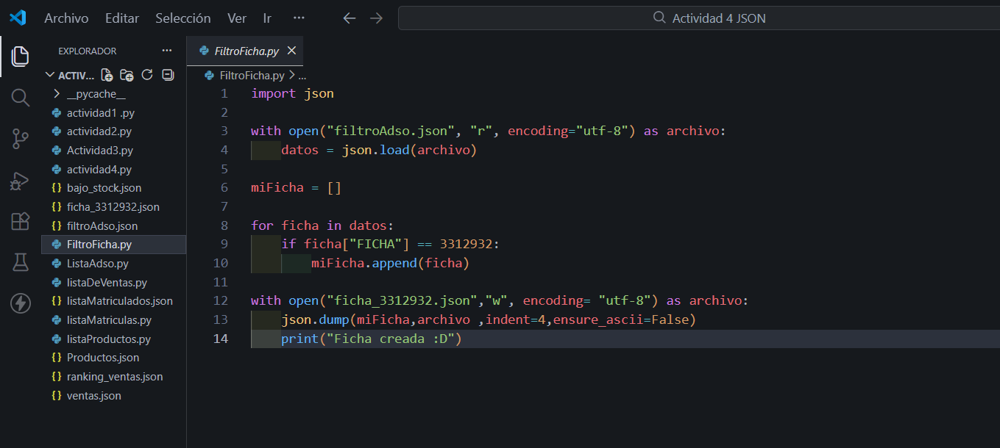 Archivo Editar Selección Ver Ir ···
Actividad 4 JSON
EXPLORADOR ···
ACTIV...
__pycache__
actividad1 .py
actividad2.py
Actividad3.py
actividad4.py
{} bajo_stock.json
{} ficha_3312932.json
{} filtroAdso.json
FiltroFicha.py
ListaAdso.py
listaDeVentas.py
{} listaMatriculados.json
listaMatriculas.py
listaProductos.py
{} Productos.json
{} ranking_ventas.json
{} ventas.json
FiltroFicha.py
FiltroFicha.py > ...
1 import json
2
3 with open("filtroAdso.json", "r", encoding="utf-8") as archivo:
4     datos = json.load(archivo)
5
6 miFicha = []
7
8 for ficha in datos:
9     if ficha["FICHA"] == 3312932:
10         miFicha.append(ficha)
11
12 with open("ficha_3312932.json","w", encoding= "utf-8") as archivo:
13     json.dump(miFicha,archivo ,indent=4,ensure_ascii=False)
14     print("Ficha creada :D")